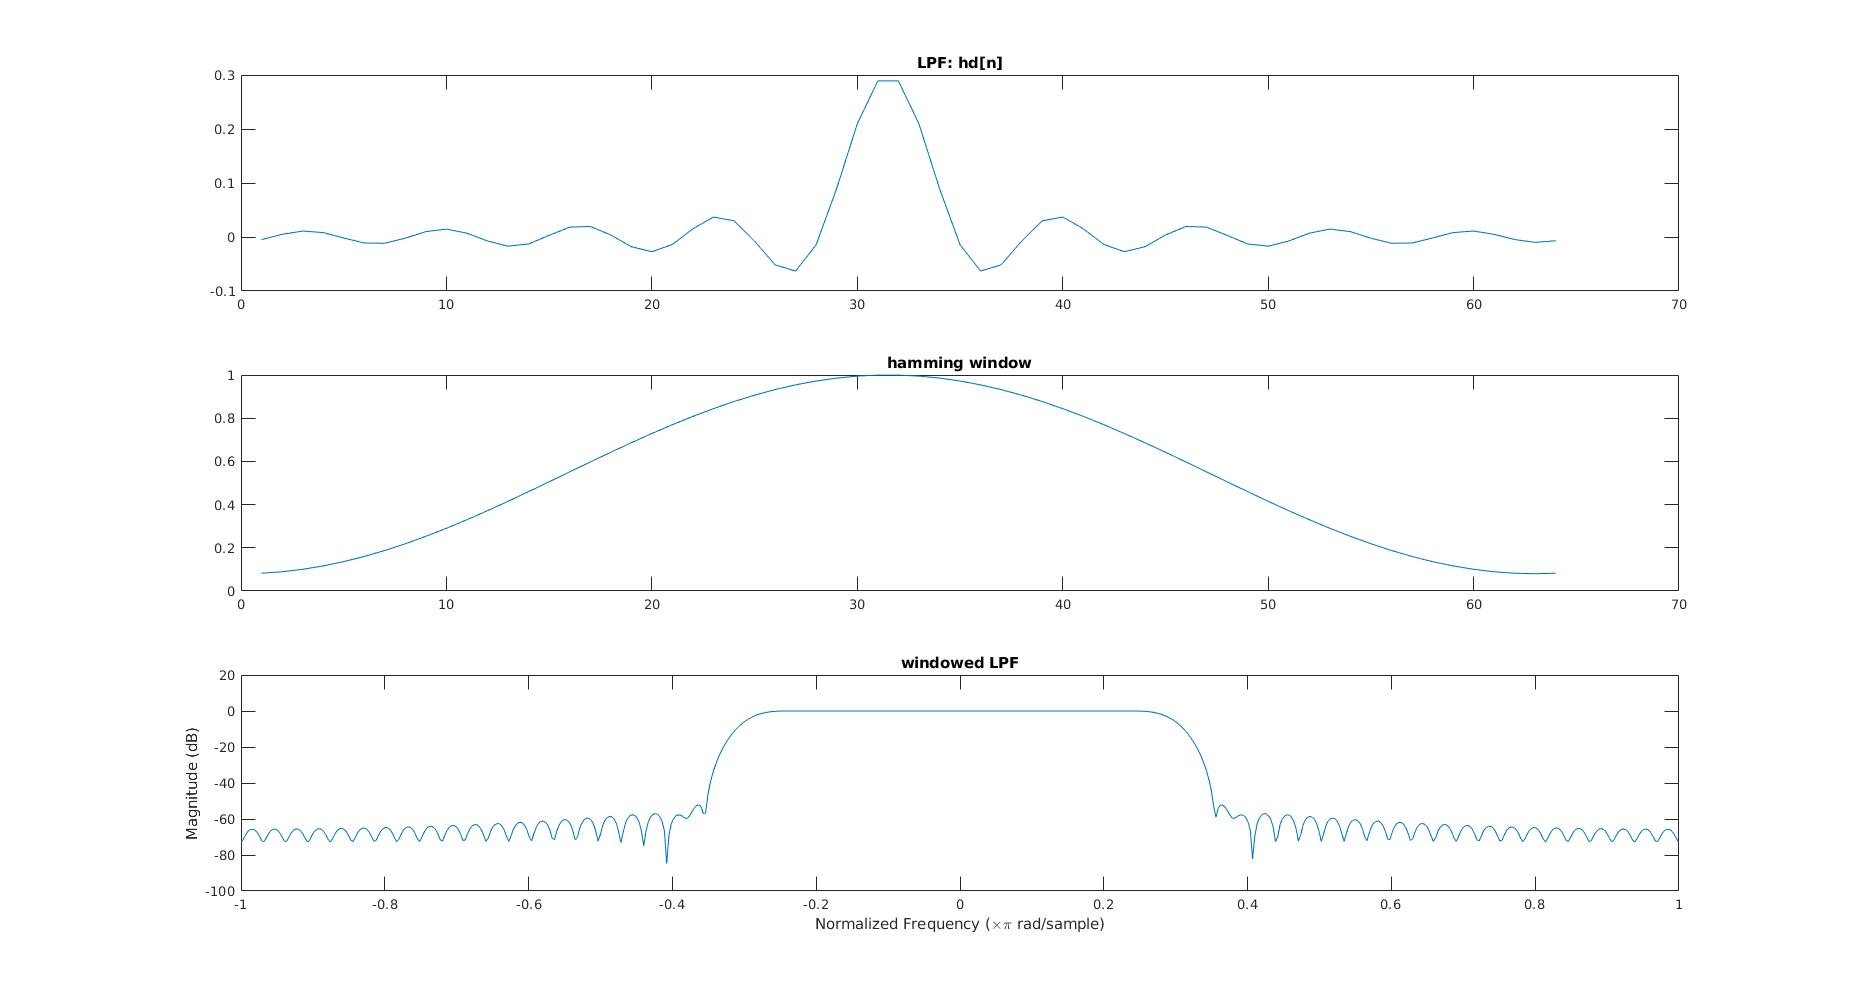 LPF: hd[n]
0.3
0.2
0.1
0
-0.1
0 10 20 30 40 50 60 70
hamming window
1
0.8
0.6
0.4
0.2
0
0 10 20 30 40 50 60 70
windowed LPF
20
0
-20
-40
-60
-80
-100
Magnitude (dB)
-1 -0.8 -0.6 -0.4 -0.2 0 0.2 0.4 0.6 0.8 1
Normalized Frequency (×π rad/sample)